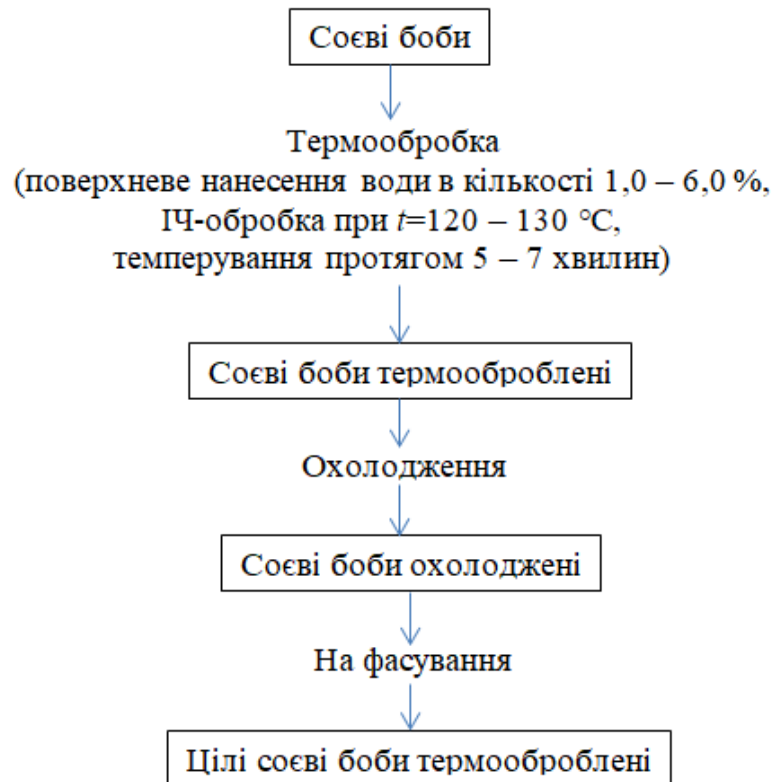 Соєві боби
Термообробка
(поверхневе нанесення води в кількості 1,0 – 6,0 %,
ІЧ-обробка при t=120 – 130 °С,
темперування протягом 5 – 7 хвилин)
Соєві боби термооброблені
Охолодження
Соєві боби охолоджені
На фасування
Цілі соєві боби термооброблені